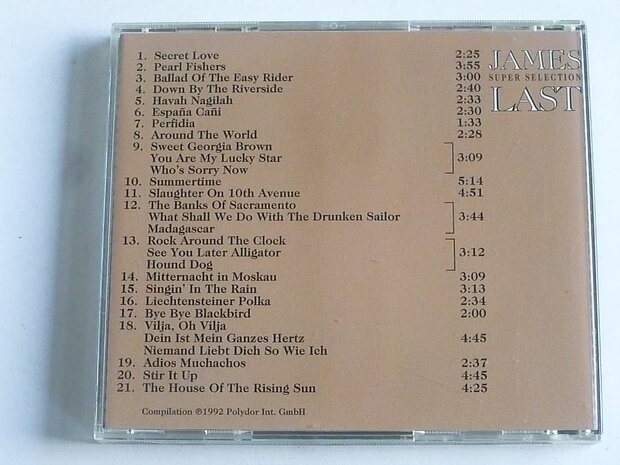 JAMES
SUPER SELECTION
LAST
1. Secret Love 2:25
2. Pearl Fishers 3:55
3. Ballad Of The Easy Rider 3:00
4. Down By The Riverside 2:40
5. Havah Nagilah 2:33
6. España Cañi 2:30
7. Perfidia 1:33
8. Around The World 2:28
9. Sweet Georgia Brown
You Are My Lucky Star 3:09
Who's Sorry Now
10. Summertime 5:14
11. Slaughter On 10th Avenue 4:51
12. The Banks Of Sacramento
What Shall We Do With The Drunken Sailor 3:44
Madagascar
13. Rock Around The Clock
See You Later Alligator 3:12
Hound Dog
14. Mitternacht in Moskau 3:09
15. Singin' In The Rain 3:13
16. Liechtensteiner Polka 2:34
17. Bye Bye Blackbird 2:00
18. Vilja, Oh Vilja
Dein Ist Mein Ganzes Hertz 4:45
Niemand Liebt Dich So Wie Ich
19. Adios Muchachos 2:37
20. Stir It Up 4:45
21. The House Of The Rising Sun 4:25
Compilation ℗1992 Polydor Int. GmbH